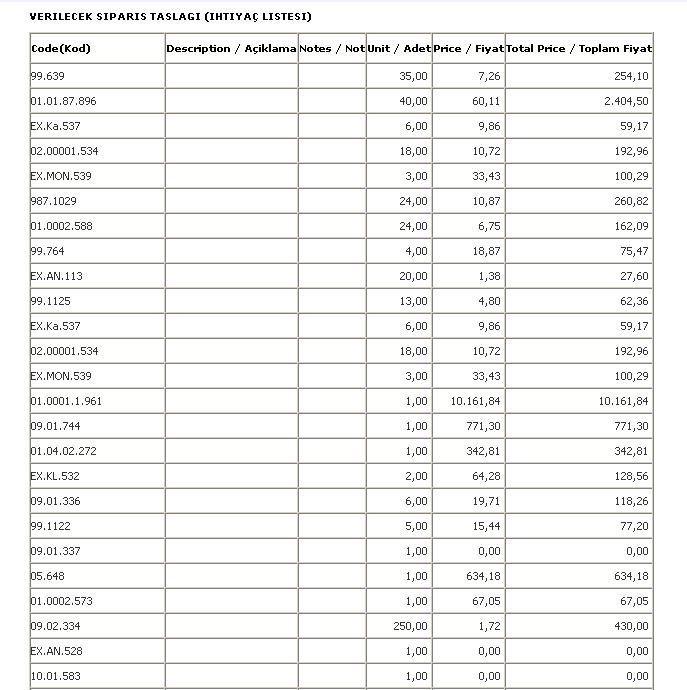 VERILECEK SIPARIS TASLAGI (IHTIYAÇ LISTESI)
Code(Kod) Description / Açiklama Notes / Not Unit / Adet Price / Fiyat Total Price / Toplam Fiyat
99.639 35,00 7,26 254,10
01.01.87.896 40,00 60,11 2.404,50
EX.Ka.537 6,00 9,86 59,17
02.00001.534 18,00 10,72 192,96
EX.MON.539 3,00 33,43 100,29
987.1029 24,00 10,87 260,82
01.0002.588 24,00 6,75 162,09
99.764 4,00 18,87 75,47
EX.AN.113 20,00 1,38 27,60
99.1125 13,00 4,80 62,36
EX.Ka.537 6,00 9,86 59,17
02.00001.534 18,00 10,72 192,96
EX.MON.539 3,00 33,43 100,29
01.0001.1.961 1,00 10.161,84 10.161,84
09.01.744 1,00 771,30 771,30
01.04.02.272 1,00 342,81 342,81
EX.KL.532 2,00 64,28 128,56
09.01.336 6,00 19,71 118,26
99.1122 5,00 15,44 77,20
09.01.337 1,00 0,00 0,00
05.648 1,00 634,18 634,18
01.0002.573 1,00 67,05 67,05
09.02.334 250,00 1,72 430,00
EX.AN.528 1,00 0,00 0,00
10.01.583 1,00 0,00 0,00